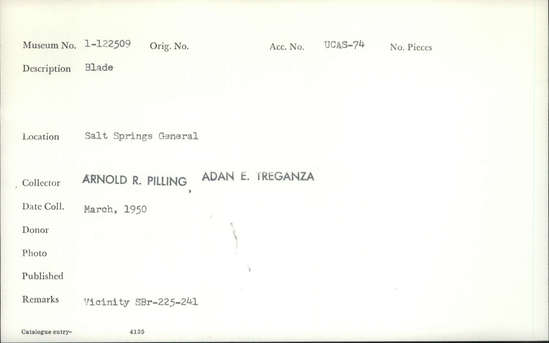 Museum No. 1-122509 Orig. No. Acc. No. UCAS-74 No. Pieces
Description Blade
Location Salt Springs General
Collector ARNOLD R. PILLING, ADAN E. TREGANZA
Date Coll. March, 1950
Donor
Photo
Published
Remarks Vicinity SBr-225-241
Catalogue entry- 4135